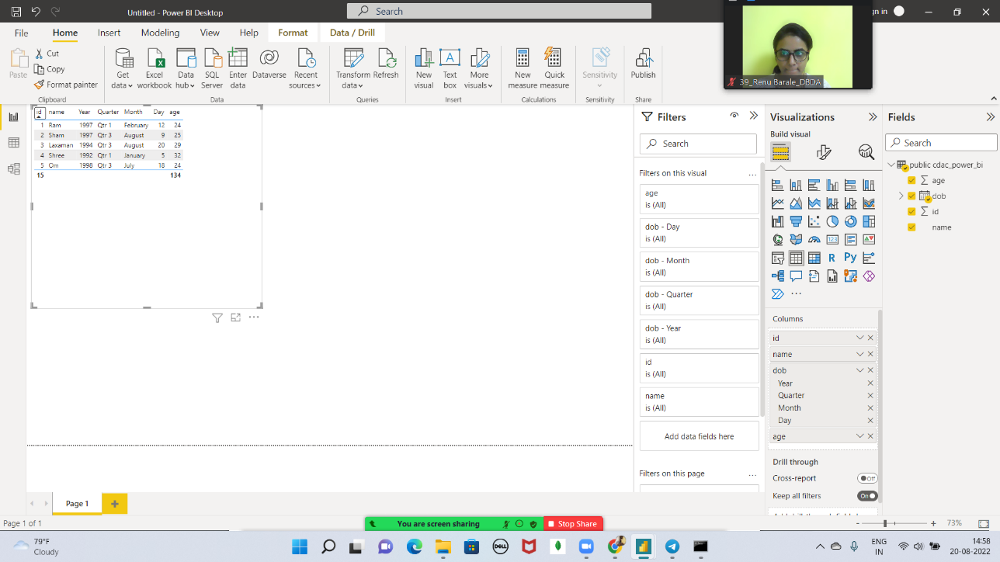 Untitled - Power BI Desktop
Search
gn in
File
Home
Insert
Modeling
View
Help
Format
Data / Drill
Paste
Cut
Copy
Format painter
Clipboard
Get data
Excel workbook
Data hub
SQL Server
Enter data
Dataverse
Recent sources
Data
Transform data
Refresh
Queries
New visual
Text box
More visuals
Insert
New measure
Quick measure
Calculations
Sensitivity
Sensitivity
Publish
Share
39_Renu Barale_DBDA
id name Year Quarter Month Day age
1 Ram 1997 Qtr 1 February 12 24
2 Sham 1997 Qtr 3 August 9 25
3 Laxaman 1994 Qtr 3 August 20 29
4 Shree 1992 Qtr 1 January 5 32
5 Om 1998 Qtr 3 July 18 24
15 134
Filters
Search
Filters on this visual
age
is (All)
dob - Day
is (All)
dob - Month
is (All)
dob - Quarter
is (All)
dob - Year
is (All)
id
is (All)
name
is (All)
Add data fields here
Filters on this page
Visualizations
Build visual
123
R
Py
Columns
id
name
dob
Year
Quarter
Month
Day
age
Drill through
Cross-report
Off
Keep all filters
On
Fields
Search
public cdac_power_bi
age
dob
id
name
Page 1
Page 1 of 1
You are screen sharing
Stop Share
73%
79°F
Cloudy
DELL
ENG
IN
14:58
20-08-2022